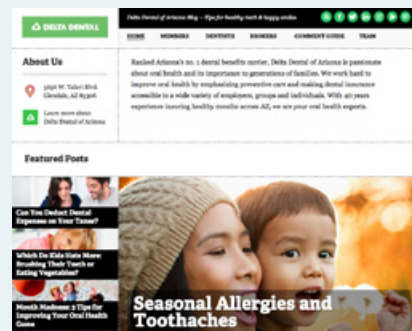 DELTA DENTAL
Delta Dental of Arizona Blog - Tips for healthy teeth & happy smiles
HOME MEMBERS DENTISTS BROKERS COMMENT GUIDE TEAM
About Us
5656 W. Talavi Blvd.
Glendale, AZ 85306
Learn more about
Delta Dental of Arizona
Ranked Arizona's no. 1 dental benefits carrier, Delta Dental of Arizona is passionate
about oral health and its importance to generations of families. We work hard to
improve oral health by emphasizing preventive care and making dental insurance
accessible to a wide variety of employers, groups and individuals. With 40 years
experience insuring healthy mouths across AZ, we are your oral health experts.
Featured Posts
Can You Deduct Dental
Expenses on Your Taxes?
Which Do Kids Hate More:
Brushing Their Teeth or
Eating Vegetables?
Mouth Madness: 3 Tips for
Improving Your Oral Health
Game
Seasonal Allergies and
Toothaches